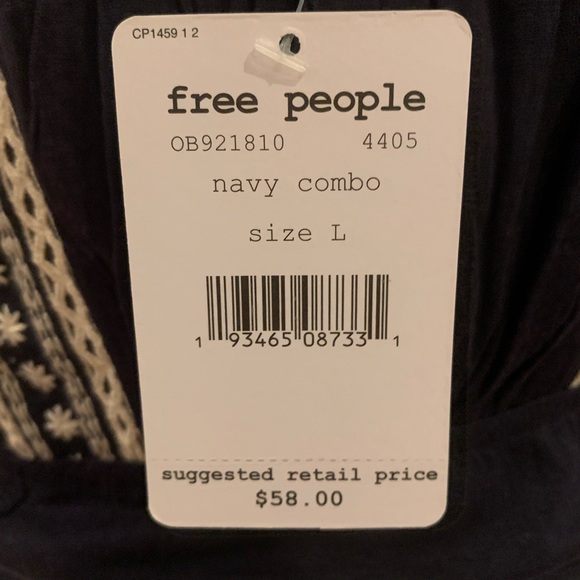 CP1459 1 2
free people
OB921810 4405
navy combo
size L
1 93465 08733 1
suggested retail price
$58.00